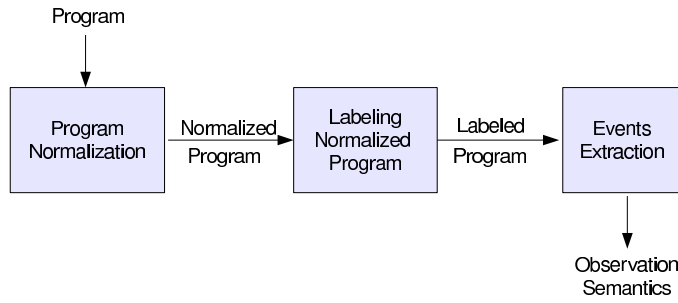 Program
Program
Normalization
Normalized
Program
Labeling
Normalized
Program
Labeled
Program
Events
Extraction
Observation
Semantics